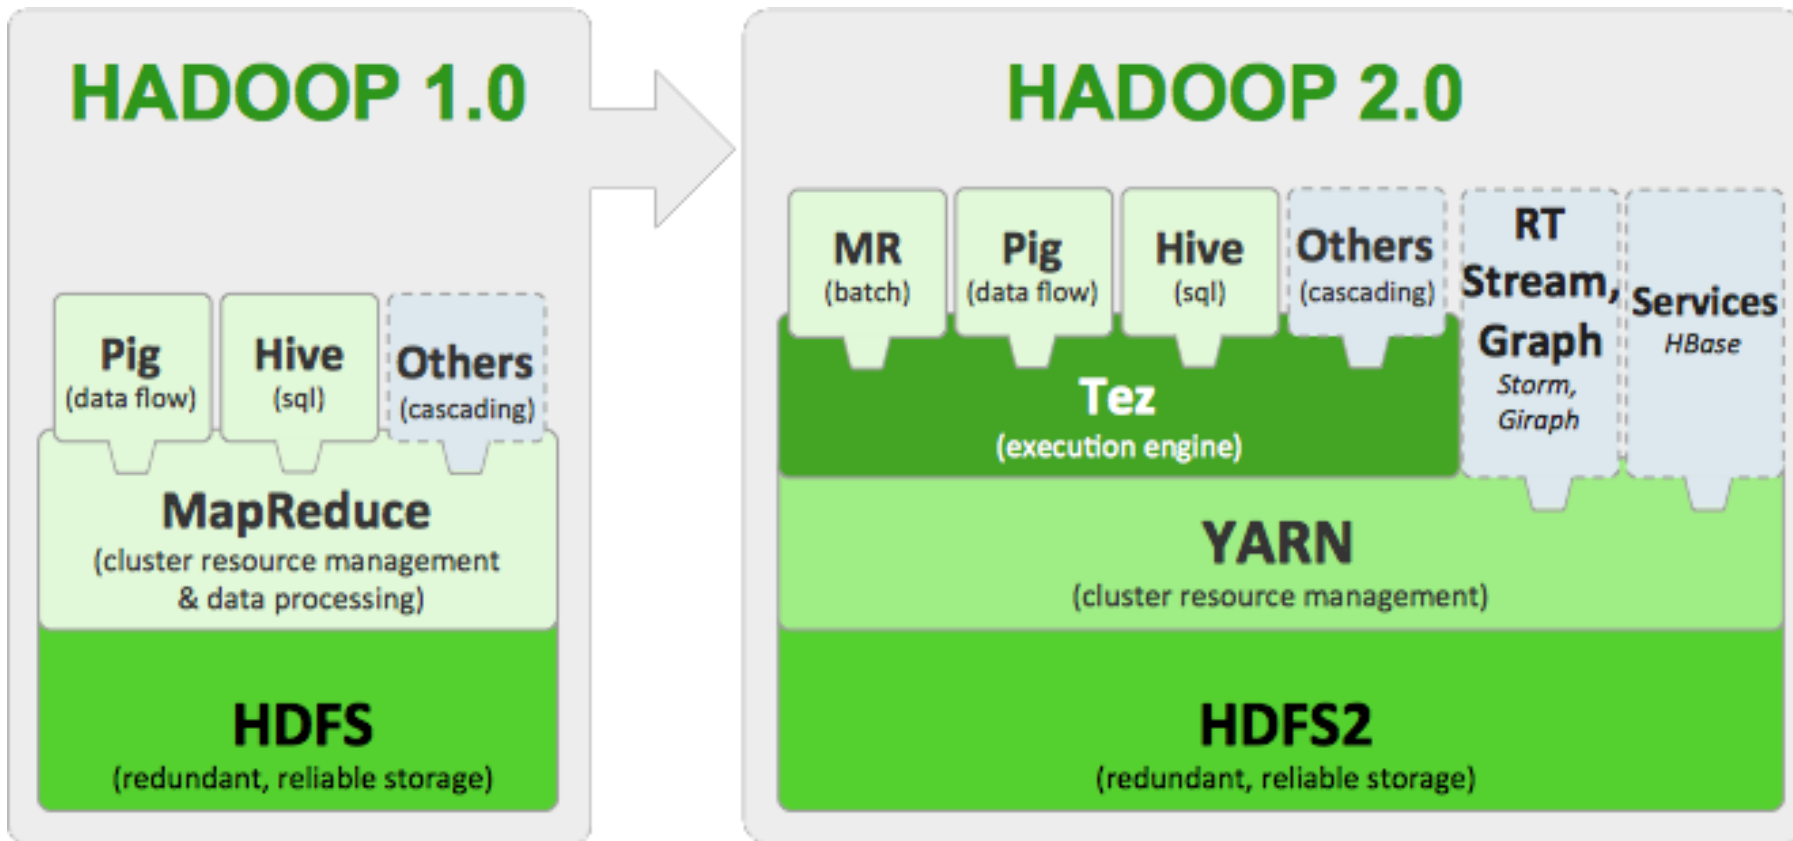 HADOOP 1.0
Pig
(data flow)
Hive
(sql)
Others
(cascading)
MapReduce
(cluster resource management
& data processing)
HDFS
(redundant, reliable storage)
HADOOP 2.0
MR
(batch)
Pig
(data flow)
Hive
(sql)
Others
(cascading)
RT
Stream,
Graph
Storm,
Giraph
Services
HBase
Tez
(execution engine)
YARN
(cluster resource management)
HDFS2
(redundant, reliable storage)